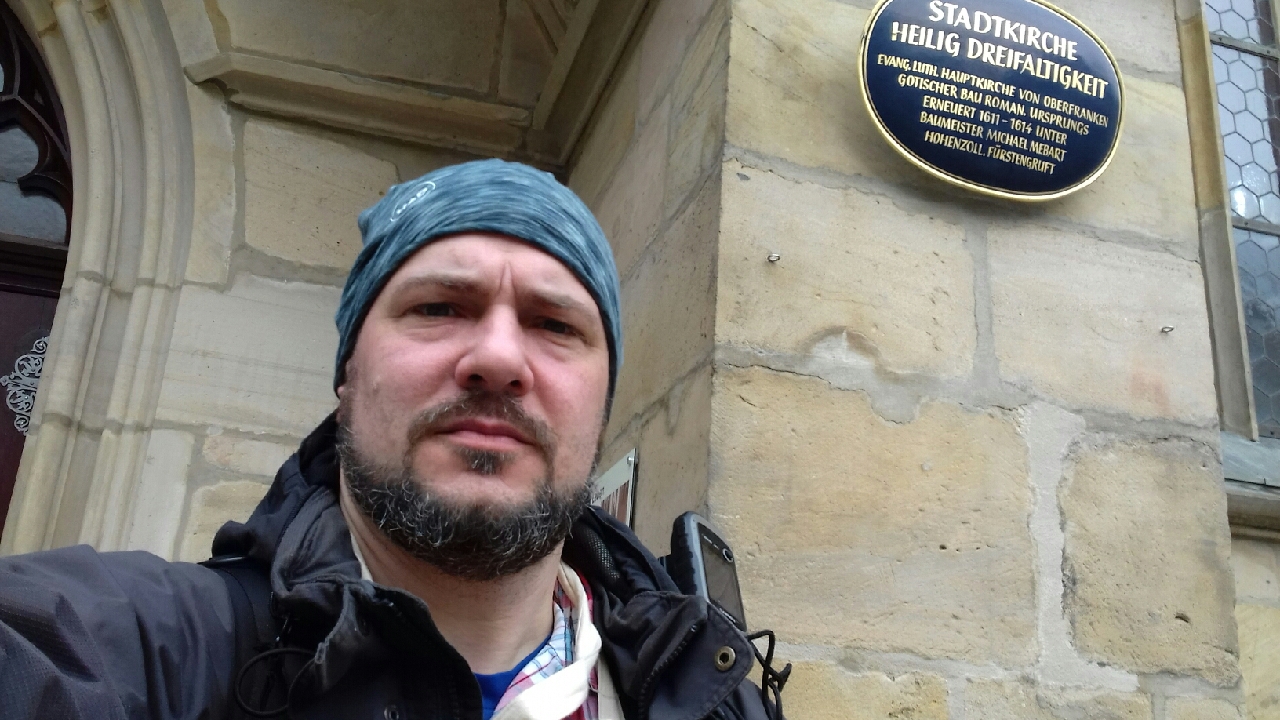 STADTKIRCHE
HEILIG DREIFALTIGKEIT
EVANG. LUTH. HAUPTKIRCHE VON OBERFRANKEN
GOTISCHER BAU ROMAN. URSPRUNGS
ERNEUERT 1611-1614 UNTER
BAUMEISTER MICHAEL MEBART
HOHENZOLL. FÜRSTENGRUFT